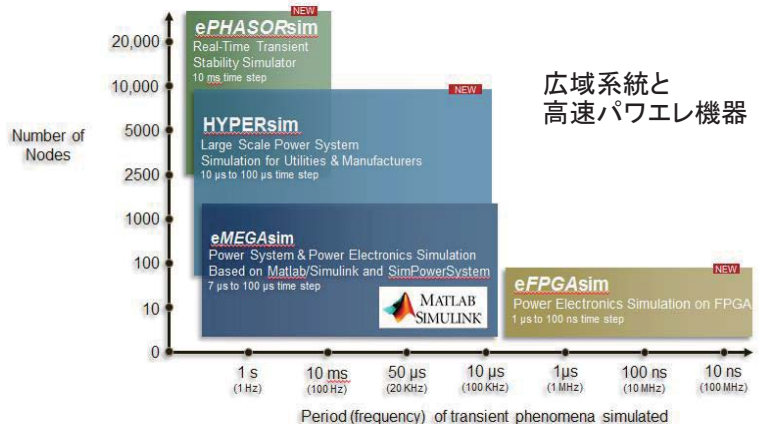 NEW
ePHASORsim
Real-Time Transient
Stability Simulator
10 ms time step
20,000
10,000
5000
2500
1000
100
10
0
Number of
Nodes
NEW
HYPERsim
Large Scale Power System
Simulation for Utilities & Manufacturers
10 µs to 100 µs time step
広域系統と
高速パワエレ機器
eMEGAsim
Power System & Power Electronics Simulation
Based on Matlab/Simulink and SimPowerSystem
7 µs to 100 µs time step
MATLAB
SIMULINK
NEW
eFPGAsim
Power Electronics Simulation on FPGA
1 µs to 100 ns time step
1 s
(1 Hz)
10 ms
(100 Hz)
50 µs
(20 KHz)
10 µs
(100 KHz)
1µs
(1 MHz)
100 ns
(10 MHz)
10 ns
(100 MHz)
Period (frequency) of transient phenomena simulated